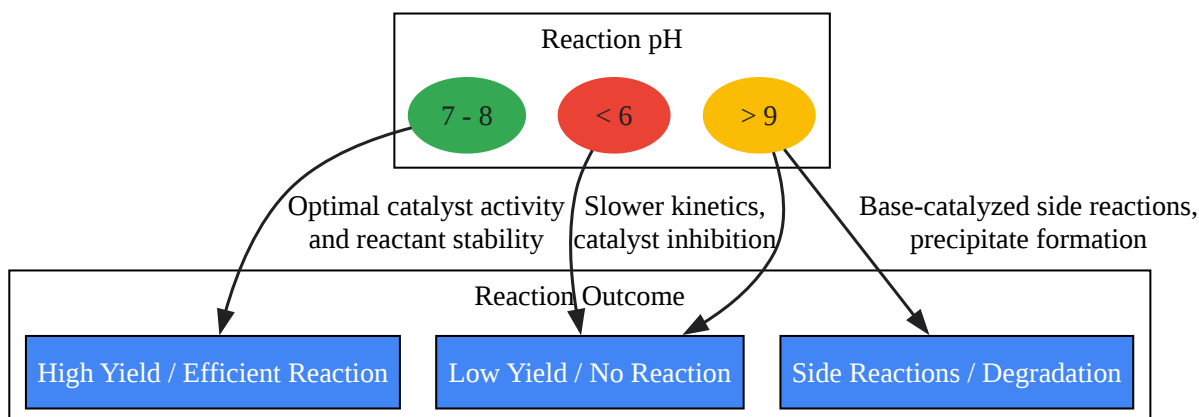 Reaction pH
7 - 8
< 6
> 9
Optimal catalyst activity
and reactant stability
Slower kinetics,
catalyst inhibition
Base-catalyzed side reactions,
precipitate formation
Reaction Outcome
High Yield / Efficient Reaction
Low Yield / No Reaction
Side Reactions / Degradation